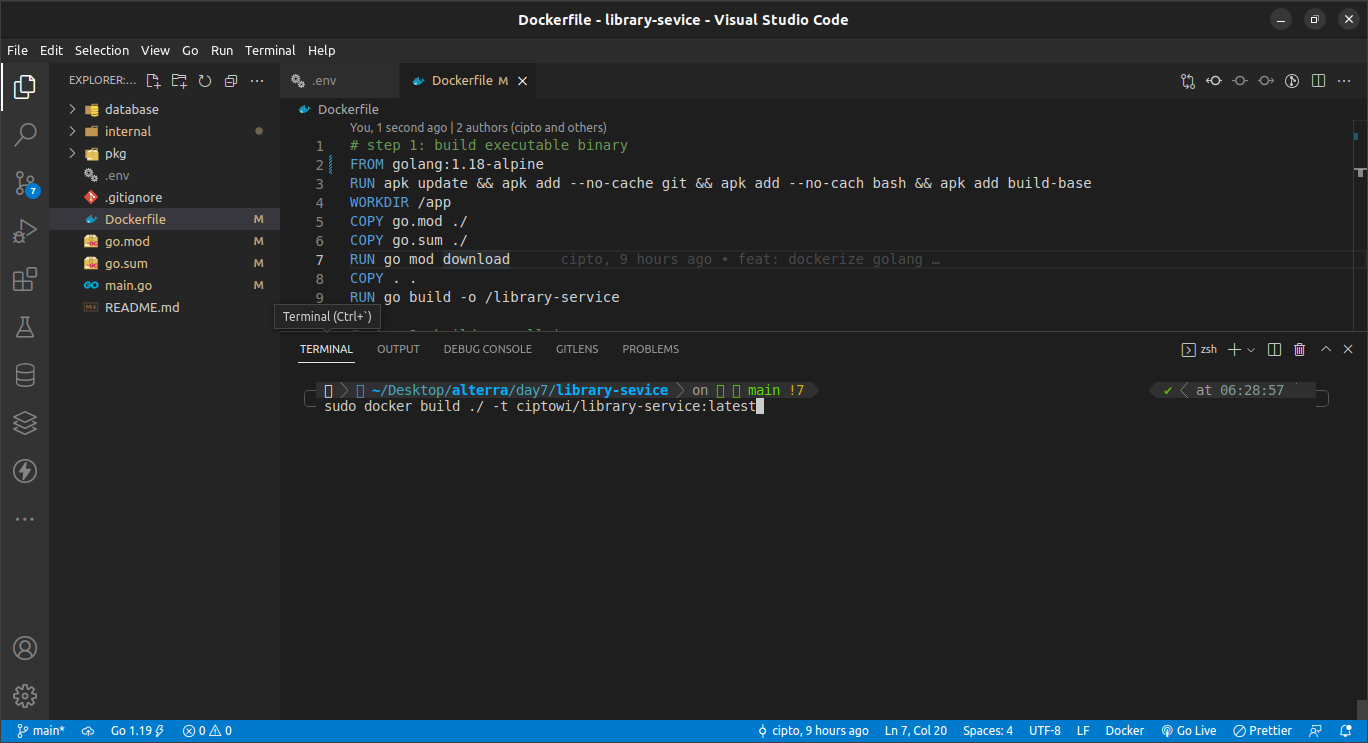 Dockerfile - library-sevice - Visual Studio Code
File Edit Selection View Go Run Terminal Help
EXPLORER:...
.env
Dockerfile M
database
internal
pkg
.env
.gitignore
Dockerfile M
go.mod M
go.sum M
main.go M
README.md
7
Dockerfile
You, 1 second ago | 2 authors (cipto and others)
1 # step 1: build executable binary
2 FROM golang:1.18-alpine
3 RUN apk update && apk add --no-cache git && apk add --no-cach bash && apk add build-base
4 WORKDIR /app
5 COPY go.mod ./
6 COPY go.sum ./
7 RUN go mod download cipto, 9 hours ago • feat: dockerize golang …
8 COPY . .
9 RUN go build -o /library-service
Terminal (Ctrl+`)
TERMINAL OUTPUT DEBUG CONSOLE GITLENS PROBLEMS
zsh
~/Desktop/alterra/day7/library-sevice on main !7
✔ at 06:28:57
sudo docker build ./ -t ciptowi/library-service:latest
main* Go 1.19 0 0
cipto, 9 hours ago Ln 7, Col 20 Spaces: 4 UTF-8 LF Docker Go Live Prettier